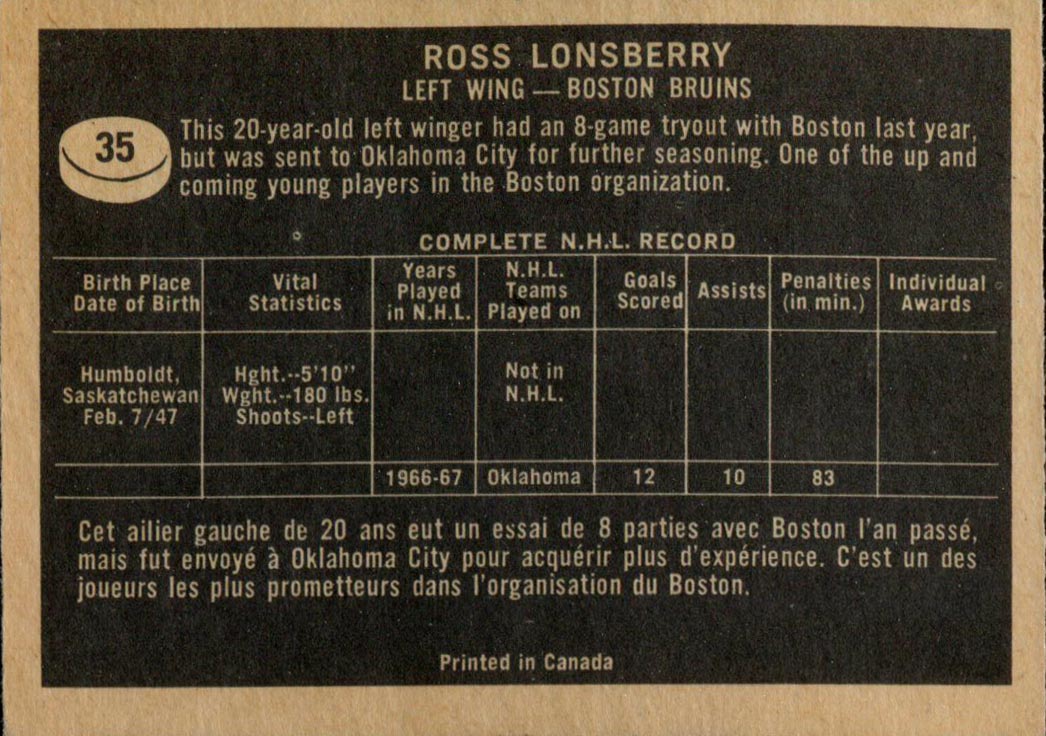 ROSS LONSBERRY
LEFT WING — BOSTON BRUINS
35
This 20-year-old left winger had an 8-game tryout with Boston last year,
but was sent to Oklahoma City for further seasoning. One of the up and
coming young players in the Boston organization.
COMPLETE N.H.L. RECORD
Birth Place
Date of Birth
Vital
Statistics
Years
Played
in N.H.L.
N.H.L.
Teams
Played on
Goals
Scored
Assists
Penalties
(in min.)
Individual
Awards
Humboldt,
Saskatchewan
Feb. 7/47
Hght.--5'10"
Wght.--180 lbs.
Shoots--Left
Not in
N.H.L.
1966-67 Oklahoma 12 10 83
Cet ailier gauche de 20 ans eut un essai de 8 parties avec Boston l'an passé,
mais fut envoyé à Oklahoma City pour acquérir plus d'expérience. C'est un des
joueurs les plus prometteurs dans l'organisation du Boston.
Printed in Canada